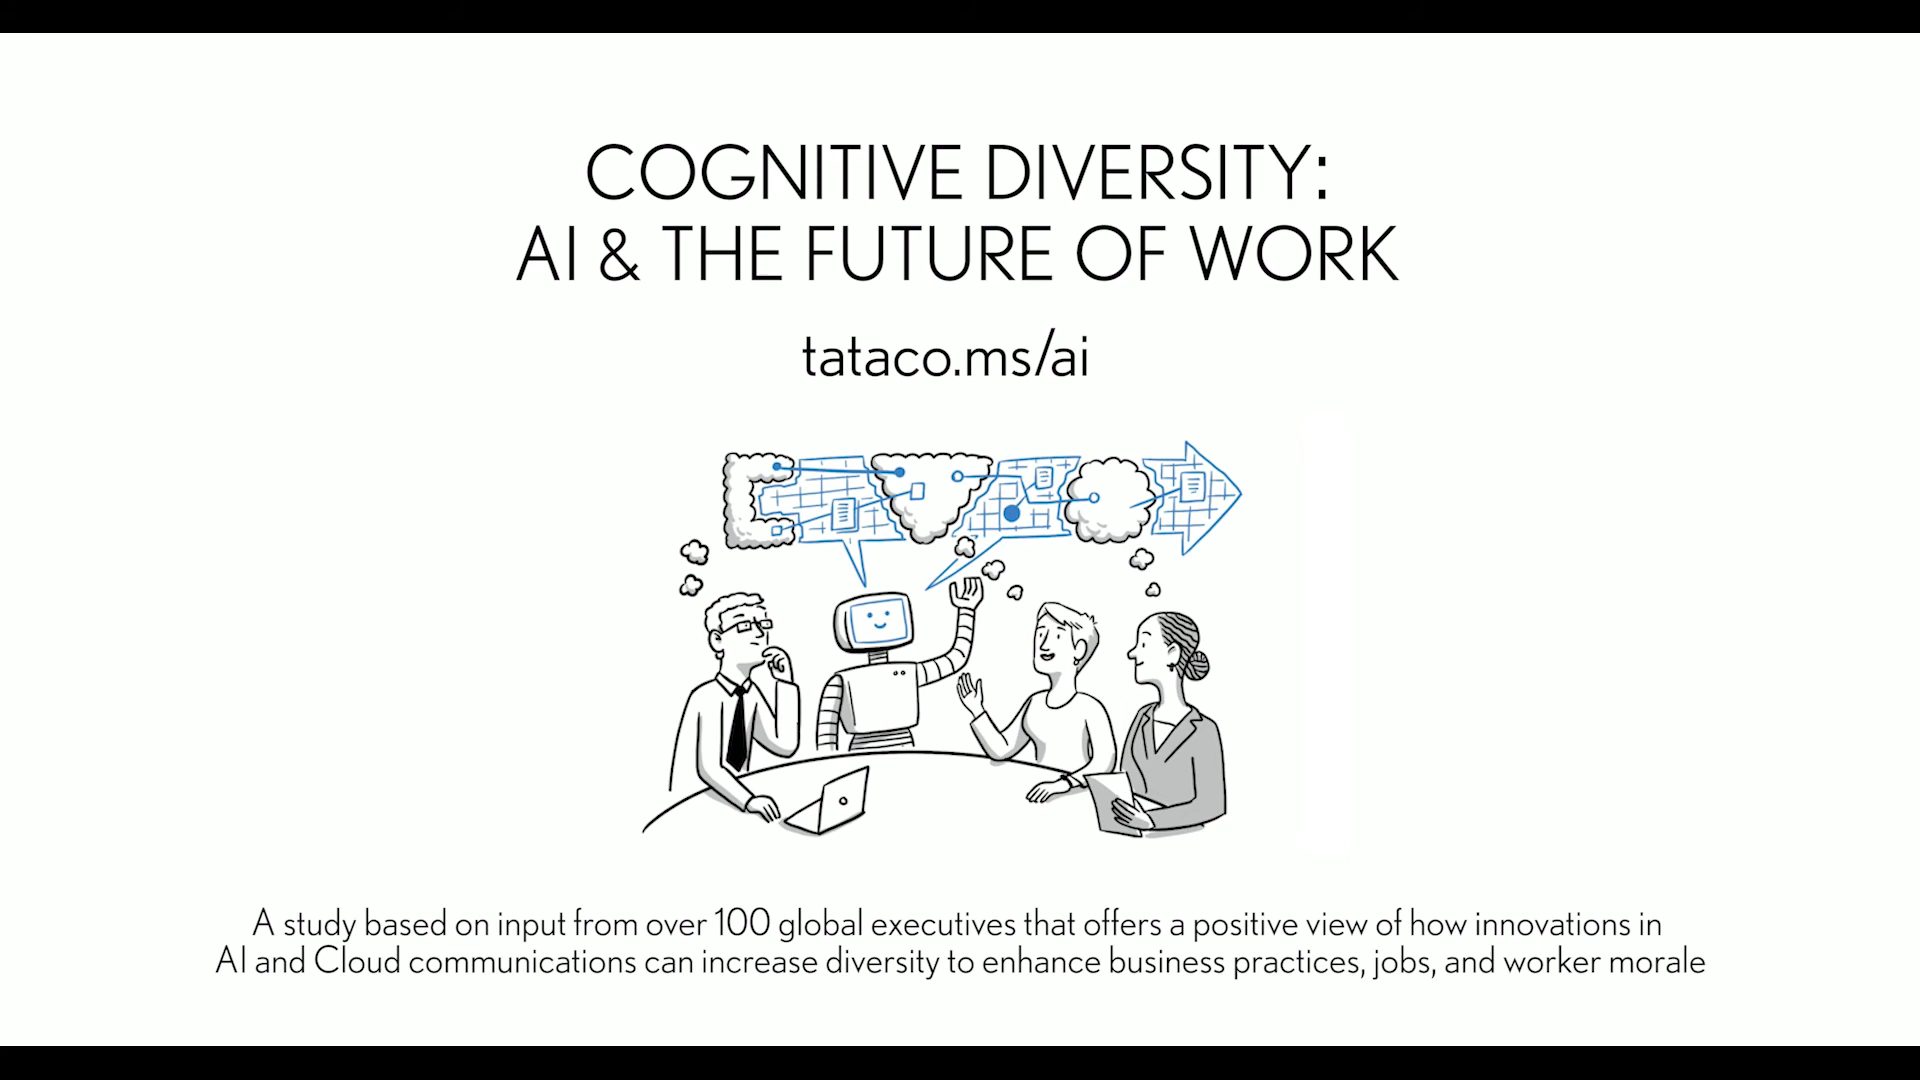 COGNITIVE DIVERSITY:
AI & THE FUTURE OF WORK
tataco.ms/ai
A study based on input from over 100 global executives that offers a positive view of how innovations in
AI and Cloud communications can increase diversity to enhance business practices, jobs, and worker morale